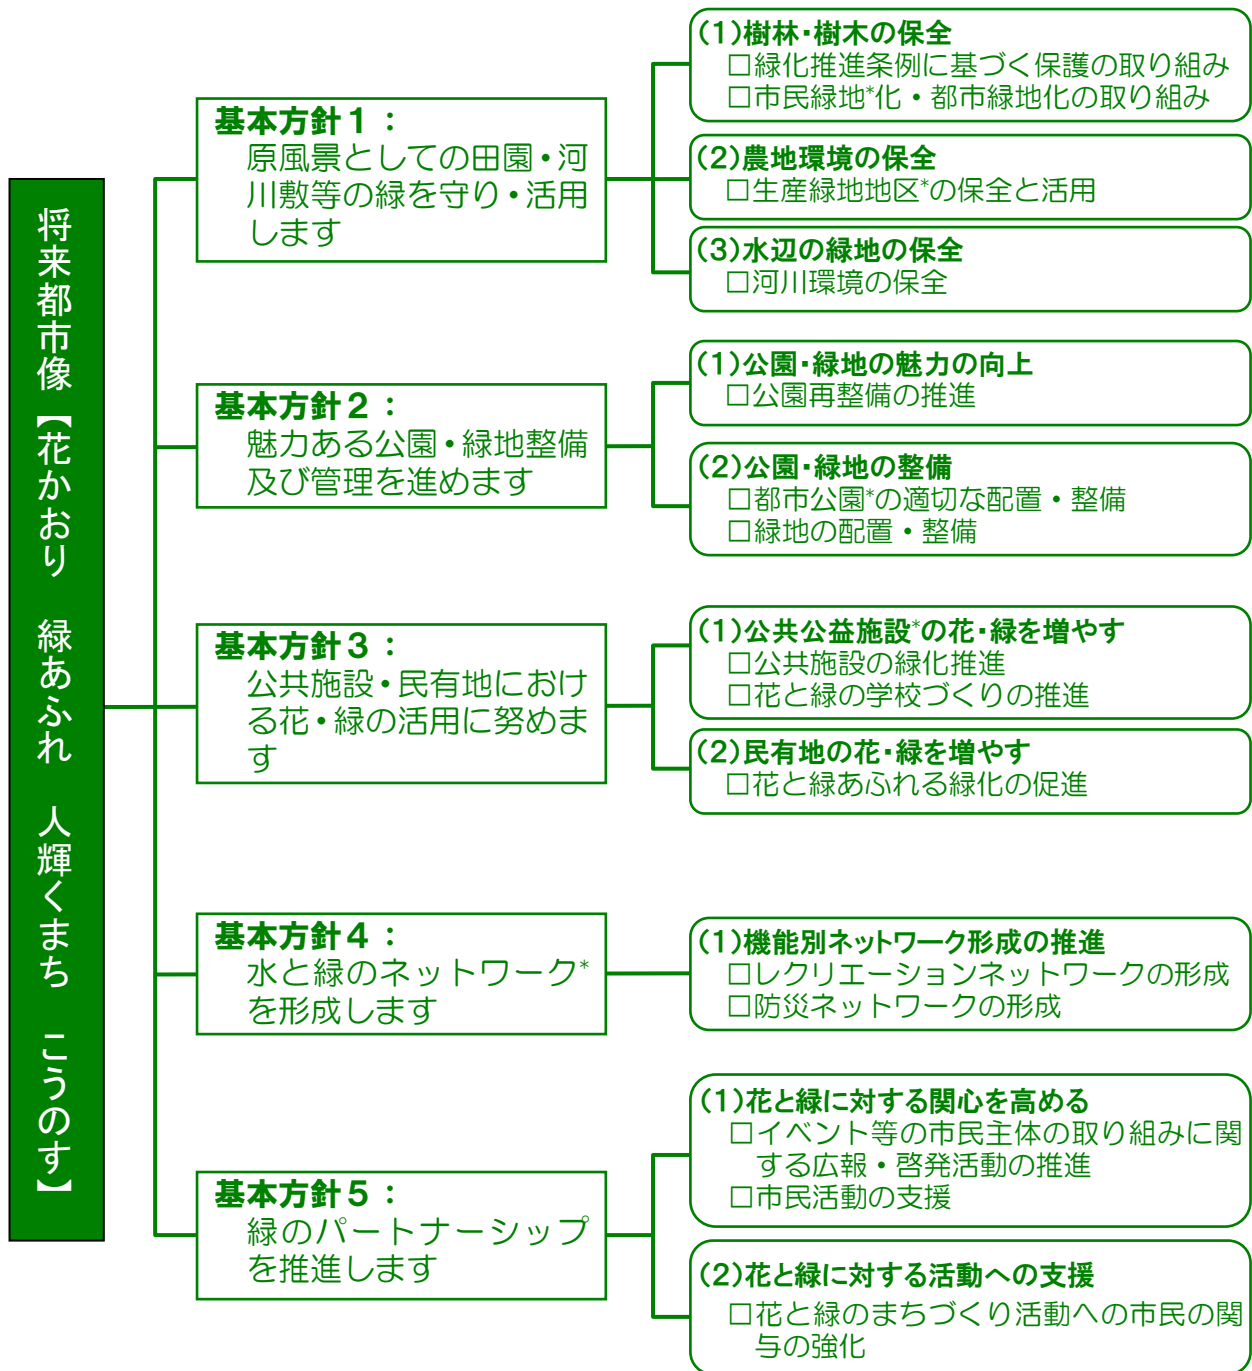 将来都市像【花かおり　緑あふれ　人輝くまち　こうのす】
基本方針１：
原風景としての田園・河
川敷等の緑を守り・活用
します
(1)樹林・樹木の保全
□緑化推進条例に基づく保護の取り組み
□市民緑地*化・都市緑地化の取り組み
(2)農地環境の保全
□生産緑地地区*の保全と活用
(3)水辺の緑地の保全
□河川環境の保全
基本方針２：
魅力ある公園・緑地整備
及び管理を進めます
(1)公園・緑地の魅力の向上
□公園再整備の推進
(2)公園・緑地の整備
□都市公園*の適切な配置・整備
□緑地の配置・整備
基本方針３：
公共施設・民有地におけ
る花・緑の活用に努めま
す
(1)公共公益施設*の花・緑を増やす
□公共施設の緑化推進
□花と緑の学校づくりの推進
(2)民有地の花・緑を増やす
□花と緑あふれる緑化の促進
基本方針４：
水と緑のネットワーク*
を形成します
(1)機能別ネットワーク形成の推進
□レクリエーションネットワークの形成
□防災ネットワークの形成
基本方針５：
緑のパートナーシップ
を推進します
(1)花と緑に対する関心を高める
□イベント等の市民主体の取り組みに関
する広報・啓発活動の推進
□市民活動の支援
(2)花と緑に対する活動への支援
□花と緑のまちづくり活動への市民の関
与の強化